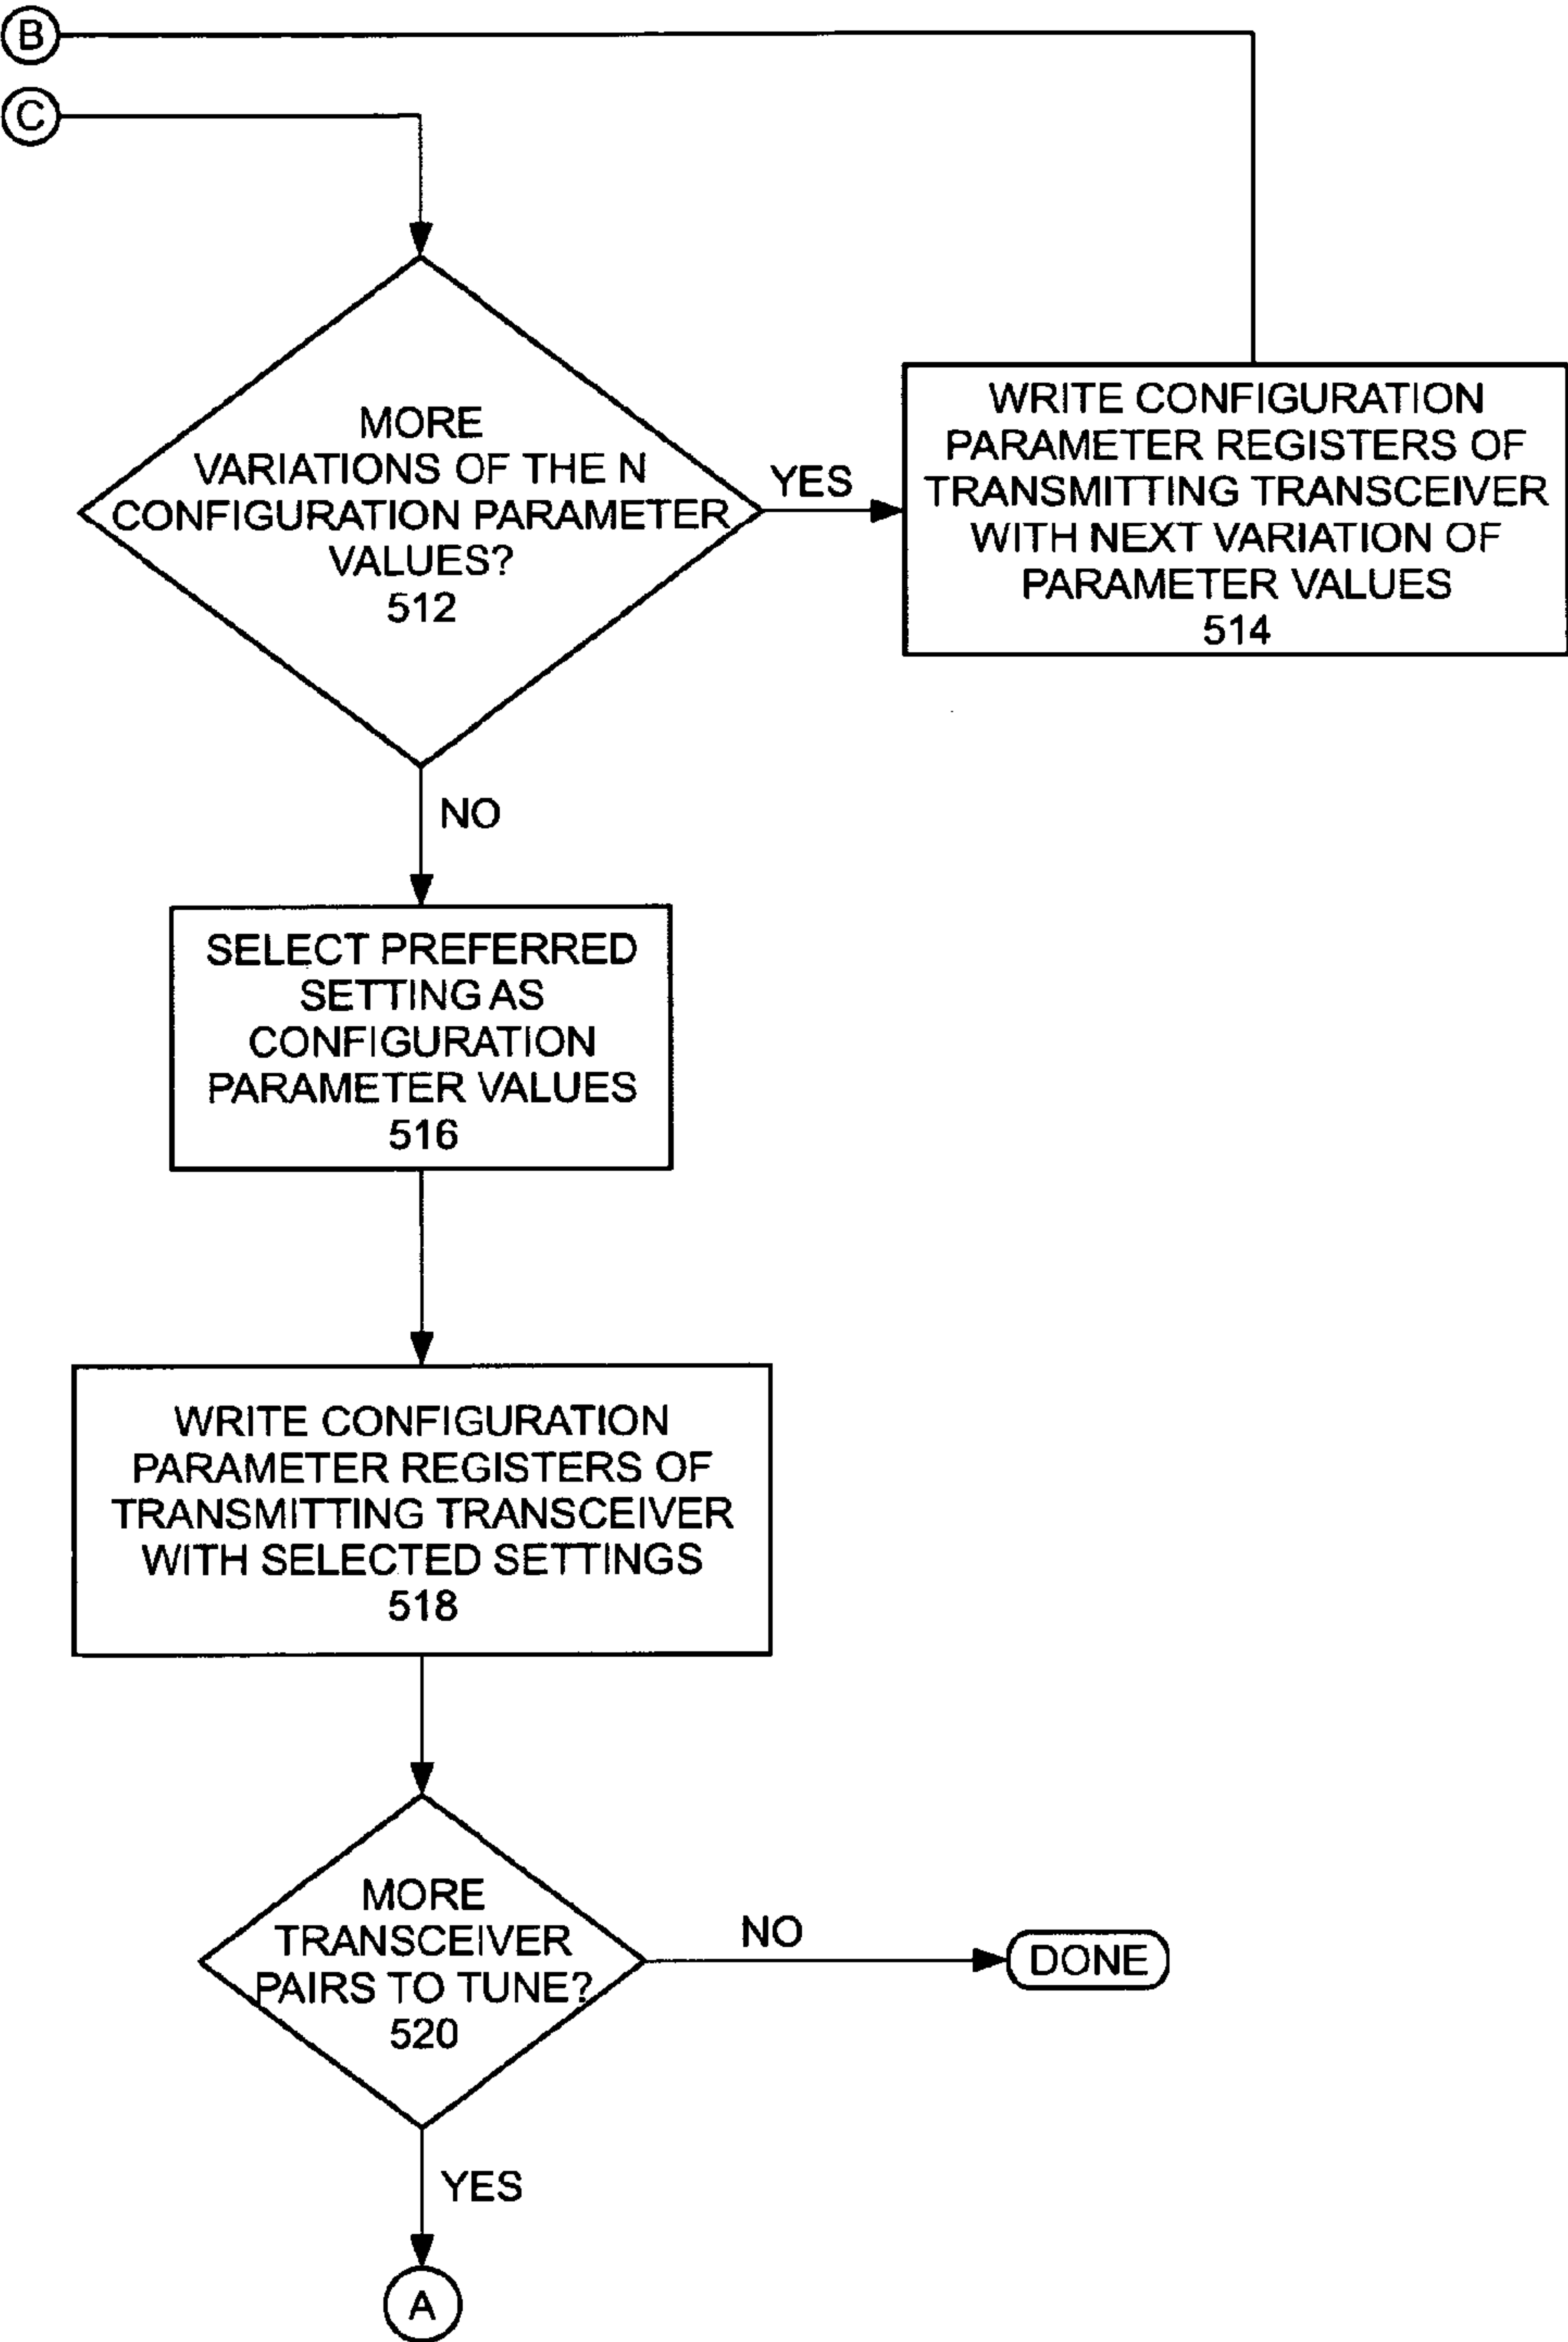 B
C
MORE
VARIATIONS OF THE N
CONFIGURATION PARAMETER
VALUES?
512
YES
WRITE CONFIGURATION
PARAMETER REGISTERS OF
TRANSMITTING TRANSCEIVER
WITH NEXT VARIATION OF
PARAMETER VALUES
514
NO
SELECT PREFERRED
SETTING AS
CONFIGURATION
PARAMETER VALUES
516
WRITE CONFIGURATION
PARAMETER REGISTERS OF
TRANSMITTING TRANSCEIVER
WITH SELECTED SETTINGS
518
MORE
TRANSCEIVER
PAIRS TO TUNE?
520
NO
DONE
YES
A